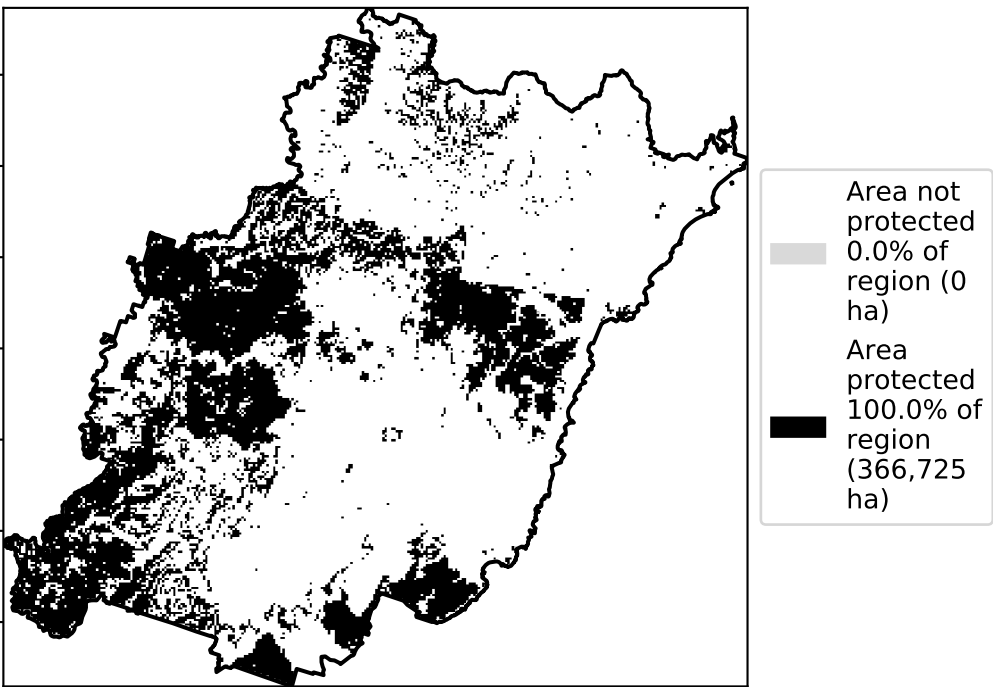 Area not
protected
0.0% of
region (0
ha)
Area
protected
100.0% of
region
(366,725
ha)